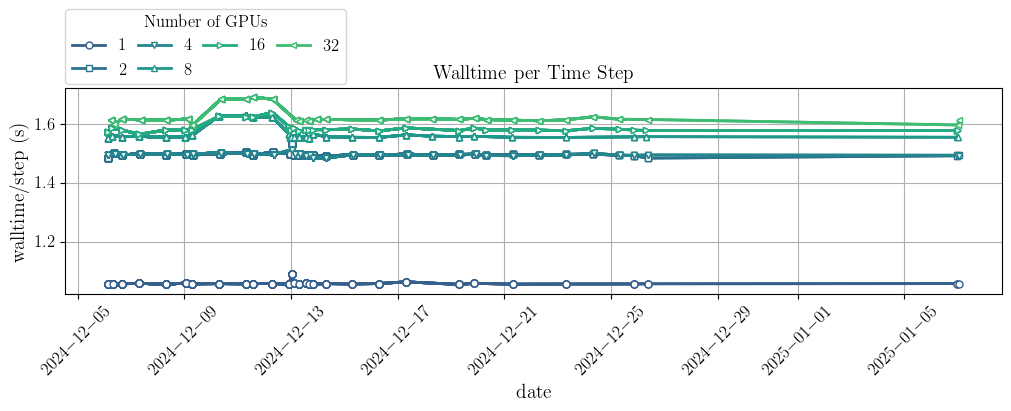 Number of GPUs
1 4 16 32
2 8
Walltime per Time Step
walltime/step (s)
1.6
1.4
1.2
2024−12−05 2024−12−09 2024−12−13 2024−12−17 2024−12−21 2024−12−25 2024−12−29 2025−01−01 2025−01−05
date